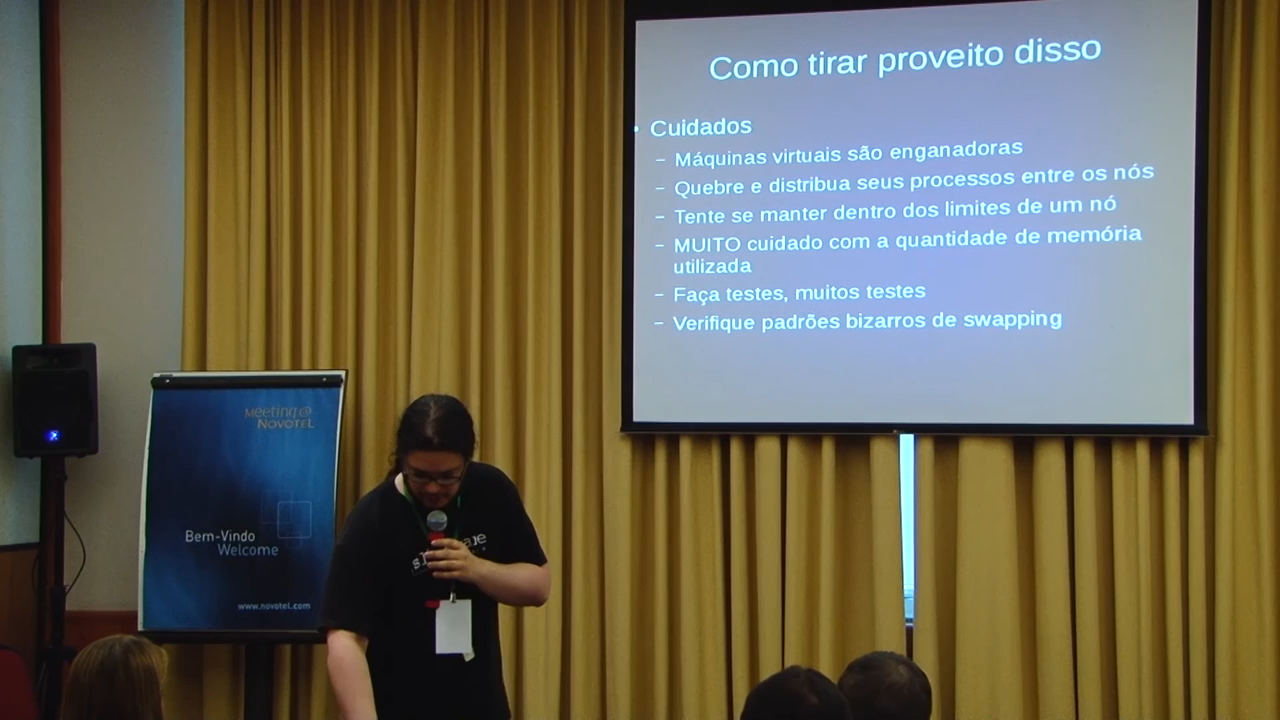 Como tirar proveito disso
• Cuidados
– Máquinas virtuais são enganadoras
– Quebre e distribua seus processos entre os nós
– Tente se manter dentro dos limites de um nó
– MUITO cuidado com a quantidade de memória
utilizada
– Faça testes, muitos testes
– Verifique padrões bizarros de swapping
Meeting@
Novotel
Bem-Vindo
Welcome
www.novotel.com